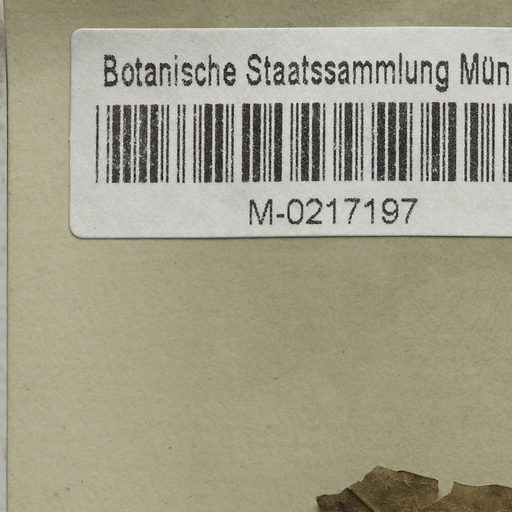 Botanische Staatssammlung Mün
M-0217197